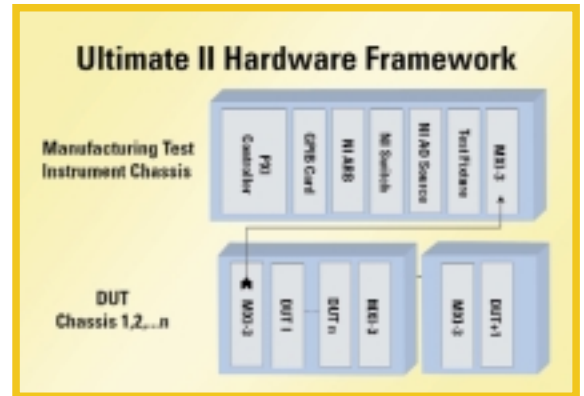 Ultimate II Hardware Framework
Manufacturing Test
Instrument Chassis
PXI
Controller
GPIB Card
NI ARB
NI Switch
NI AO Source
Test Fixture
MXI-3
DUT
Chassis 1,2,...n
MXI-3
DUT 1
DUT n
MXI-3
MXI-3
DUT+1